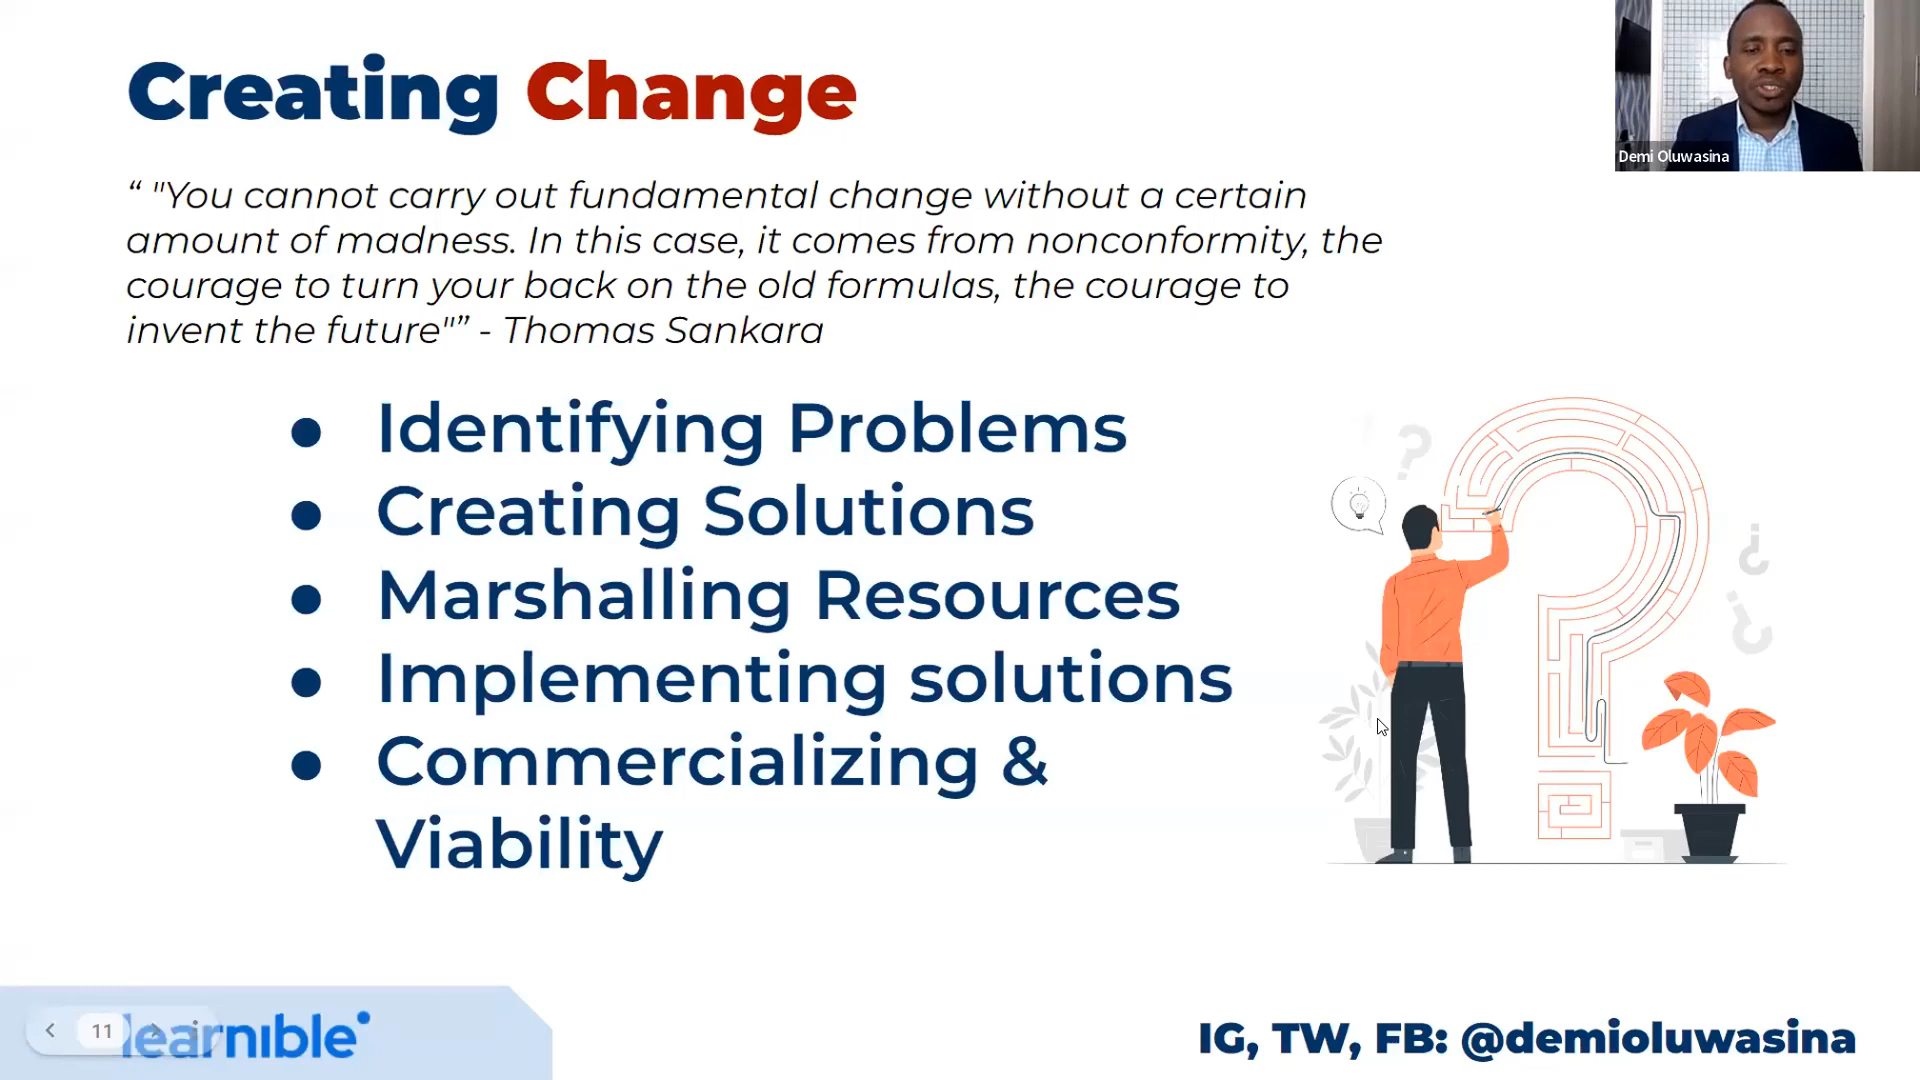 Creating Change
Demi Oluwasina
“ "You cannot carry out fundamental change without a certain
amount of madness. In this case, it comes from nonconformity, the
courage to turn your back on the old formulas, the courage to
invent the future"” - Thomas Sankara
● Identifying Problems
● Creating Solutions
● Marshalling Resources
● Implementing solutions
● Commercializing &
Viability
11
learnible
IG, TW, FB: @demioluwasina